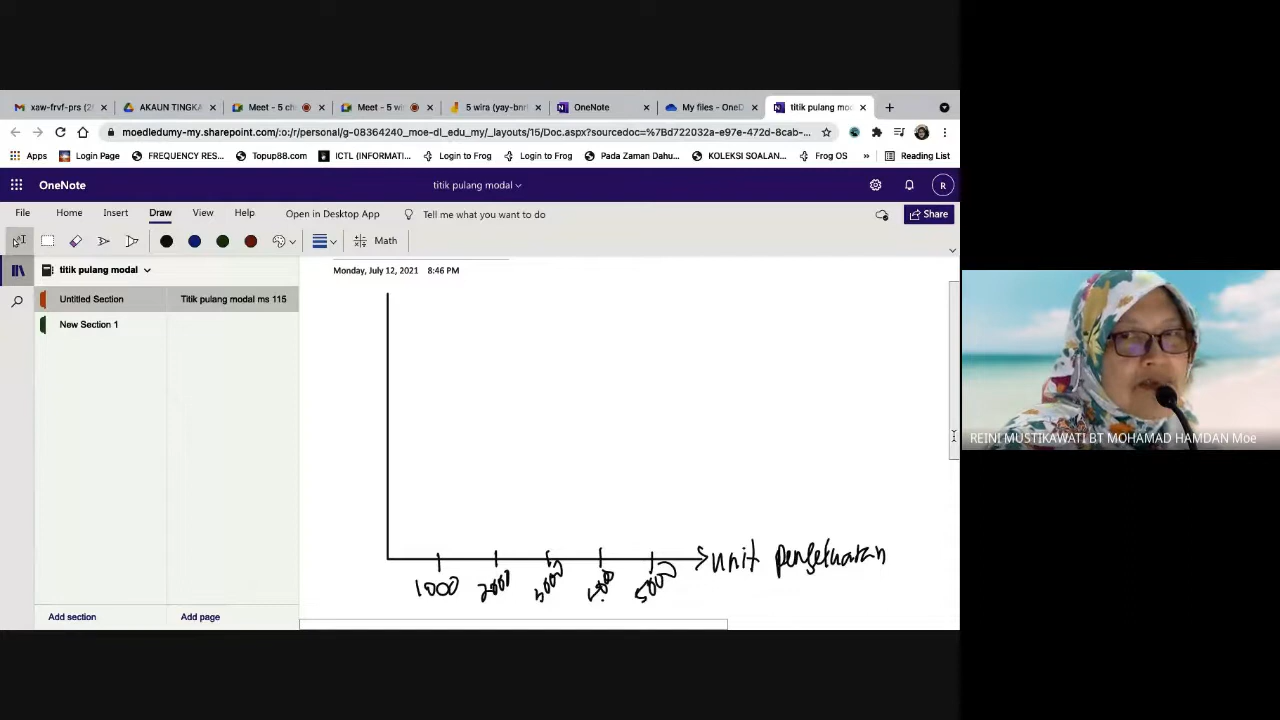 xaw-frvf-prs (2
AKAUN TINGKA
Meet - 5 ch
Meet - 5 wi
5 wira (yay-bnr
OneNote
My files - OneD
titik pulang mo
moedledumy-my.sharepoint.com/:o:/r/personal/g-08364240_moe-dl_edu_my/_layouts/15/Doc.aspx?sourcedoc=%7Bd722032a-e97e-472d-8cab-...
Apps
Login Page
FREQUENCY RES...
Topup88.com
ICTL (INFORMATI...
Login to Frog
Login to Frog
Pada Zaman Dahu...
KOLEKSI SOALAN...
Frog OS
»
Reading List
OneNote
titik pulang modal
R
File
Home
Insert
Draw
View
Help
Open in Desktop App
Tell me what you want to do
Share
Math
titik pulang modal
Monday, July 12, 2021 8:46 PM
Untitled Section
Titik pulang modal ms 115
New Section 1
REINI MUSTIKAWATI BT MOHAMAD HAMDAN Moe
unit pengeluaran
1000 2000 3000 4000 5000
Add section
Add page